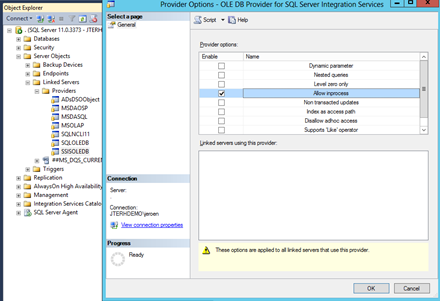 Object Explorer
Connect
. (SQL Server 11.0.3373 - JTERHD
Databases
Security
Server Objects
Backup Devices
Endpoints
Linked Servers
Providers
ADsDSOObject
MSDAOSP
MSDASQL
MSOLAP
SQLNCLI11
SQLOLEDB
SSISOLEDB
##MS_DQS_CURREN
Triggers
Replication
AlwaysOn High Availability
Management
Integration Services Catalo
SQL Server Agent
Provider Options - OLE DB Provider for SQL Server Integration Services
Select a page
General
Script
Help
Provider options:
Enable Name
Dynamic parameter
Nested queries
Level zero only
Allow inprocess
Non transacted updates
Index as access path
Disallow adhoc access
Supports 'Like' operator
Linked servers using this provider:
Connection
Server:
Connection:
JTERHDEMO\jeroen
View connection properties
Progress
Ready
These options are applied to all linked servers that use this provider.
OK
Cancel